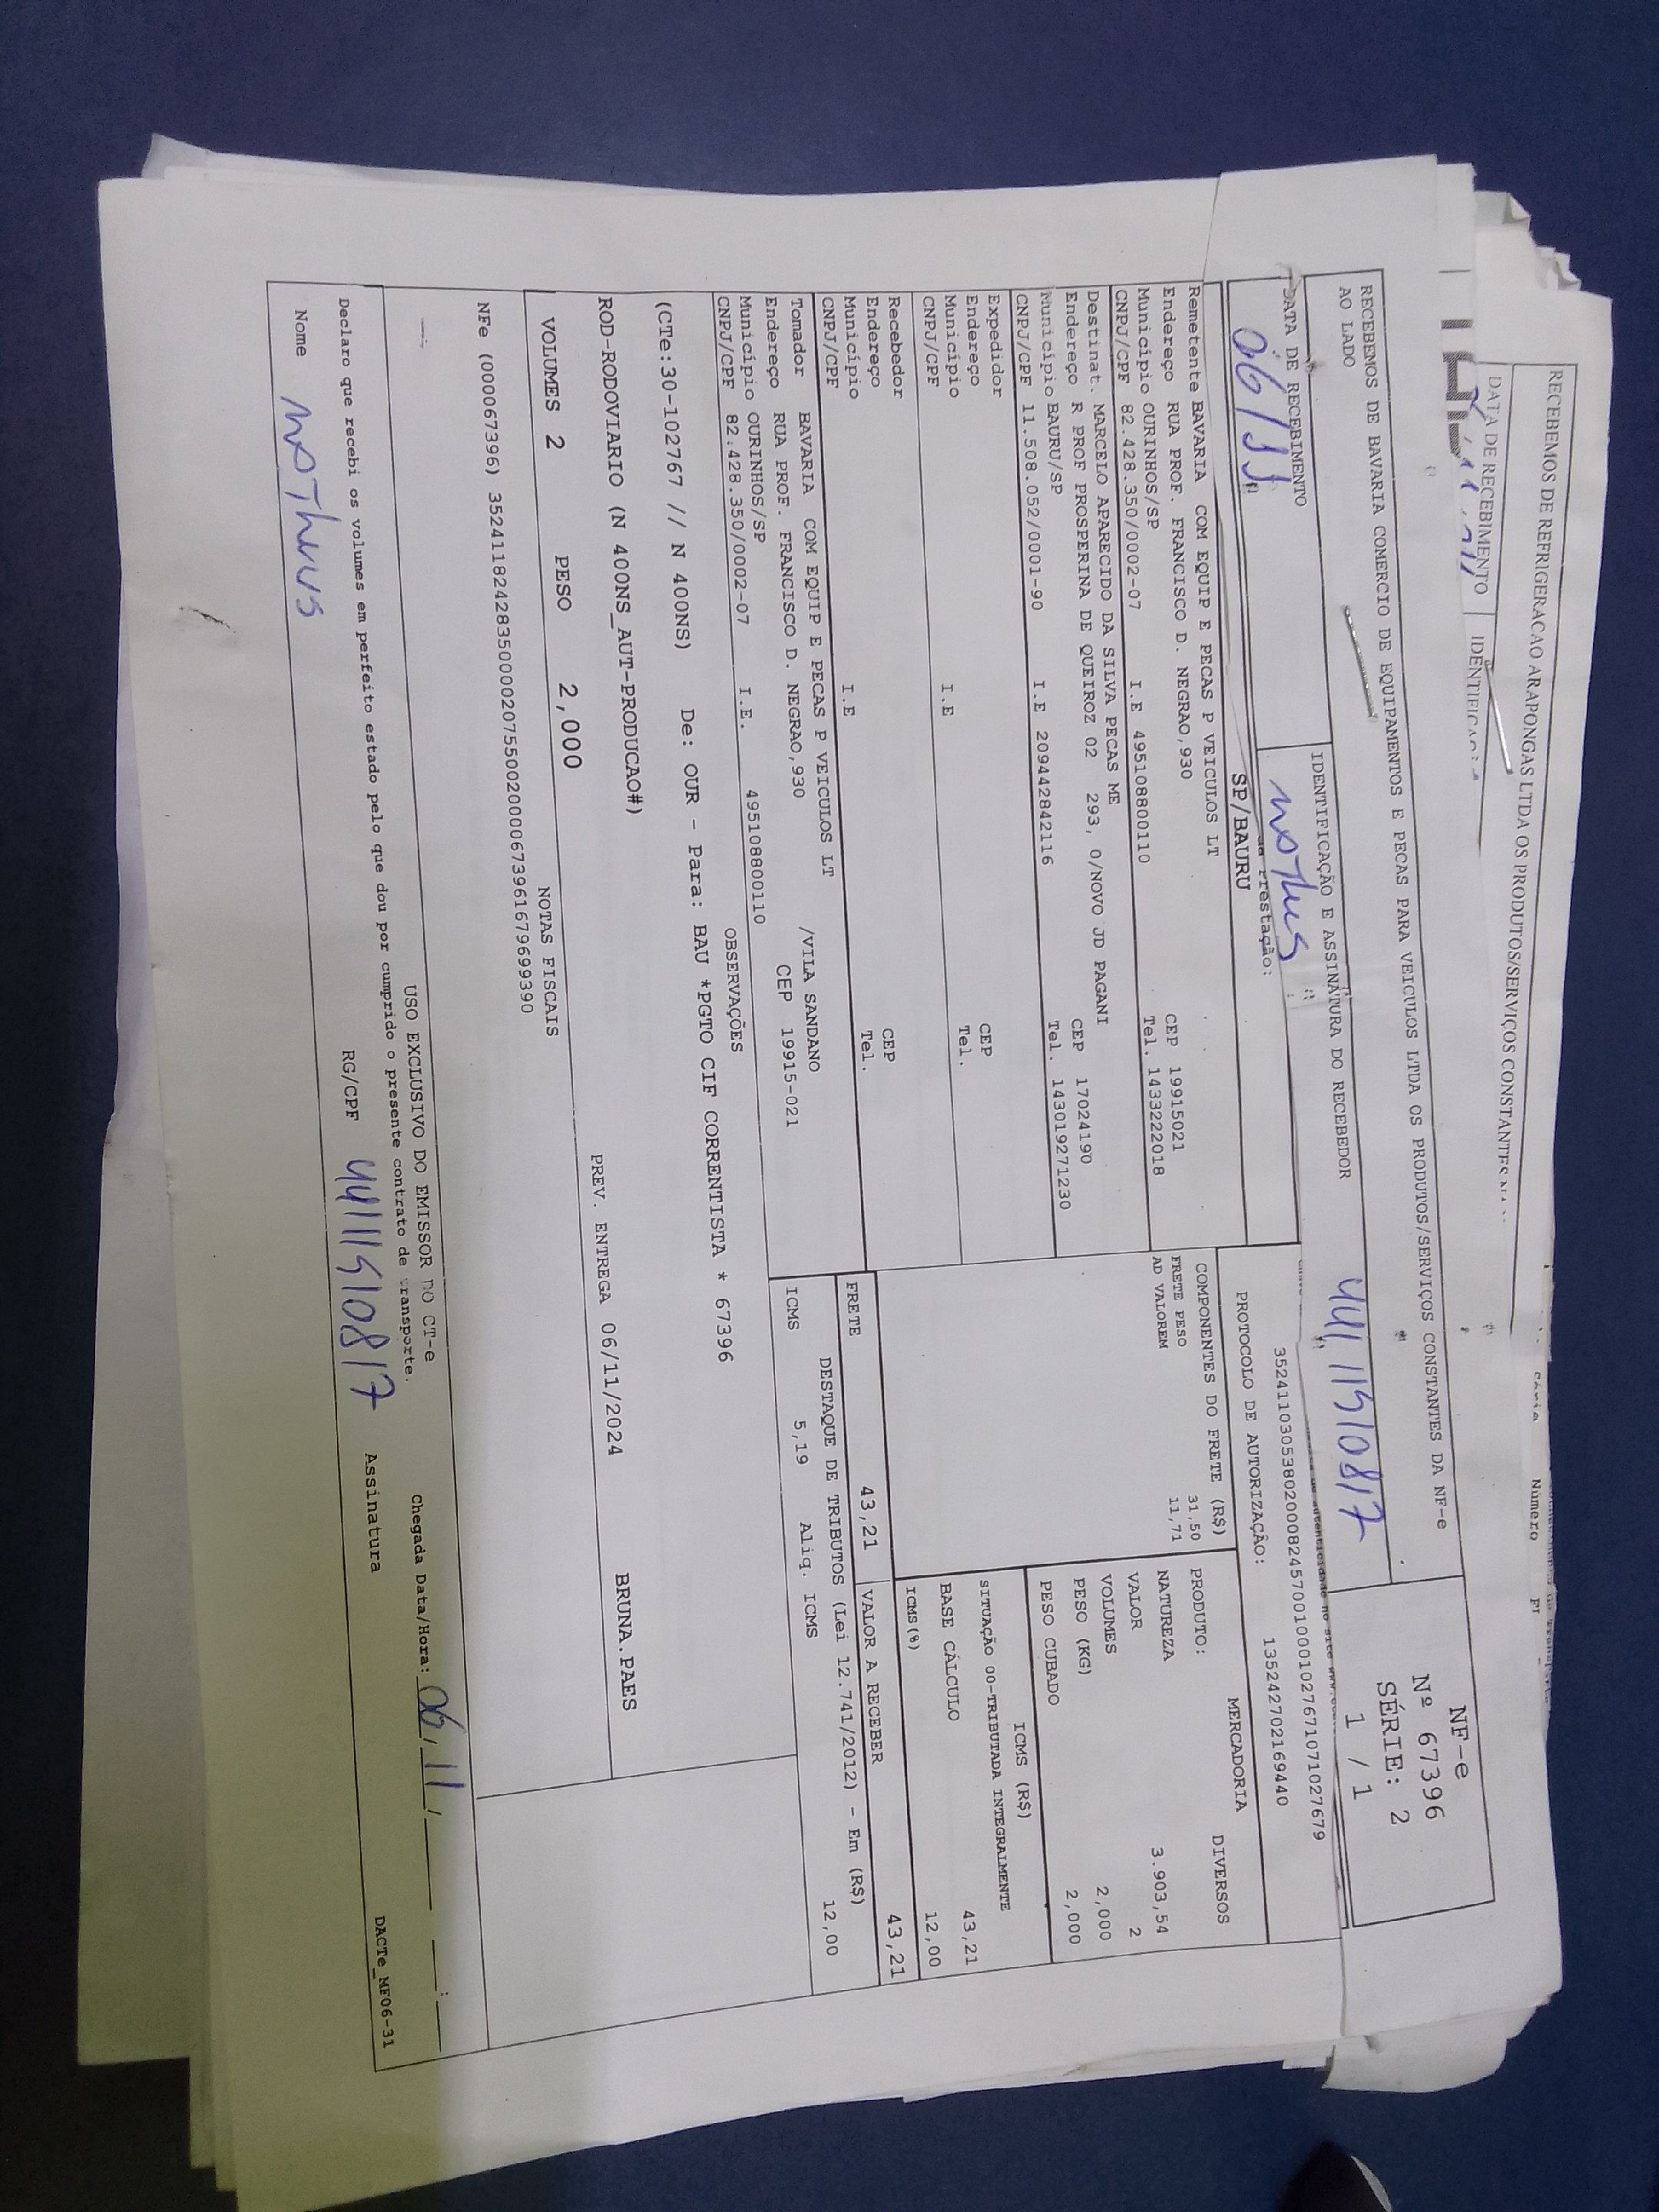 RECEBEMOS DE REFRIGERACAO ARAPONGAS LTDA OS PRODUTOS/SERVIÇOS CONSTANTES
DATA DE RECEBIMENTO
Número
RECEBEMOS DE BAVARIA COMERCIO DE EQUIPAMENTOS E PECAS PARA VEICULOS LTDA OS PRODUTOS/SERVIÇOS CONSTANTES DA NF-e
AO LADO
DATA DE RECEBIMENTO
IDENTIFICAÇÃO E ASSINATURA DO RECEBEDOR
06/11
44111510817
NF-e
Nº 67396
SÉRIE: 2
1 / 1
Prestação:
SP/BAURU
35241103053802000824570010001027671071027679
PROTOCOLO DE AUTORIZAÇÃO:
135242702169440
Remetente BAVARIA COM EQUIP E PECAS P VEICULOS LT
Endereço RUA PROF. FRANCISCO D. NEGRAO,930 CEP 19915021
Município OURINHOS/SP Tel. 1433222018
CNPJ/CPF 82.428.350/0002-07 I.E 495108800110
Destinat. MARCELO APARECIDO DA SILVA PECAS ME
Endereço R PROF PROSPERINA DE QUEIROZ 02 293, 0/NOVO JD PAGANI CEP 17024190
Município BAURU/SP Tel. 143019271230
CNPJ/CPF 11.508.052/0001-90 I.E 209442842116
Expedidor
Endereço CEP
Município Tel.
CNPJ/CPF I.E
Recebedor
Endereço CEP
Município Tel.
CNPJ/CPF I.E
Tomador BAVARIA COM EQUIP E PECAS P VEICULOS LT
Endereço RUA PROF. FRANCISCO D. NEGRAO,930 /VILA SANDANO
Município OURINHOS/SP CEP 19915-021
CNPJ/CPF 82.428.350/0002-07 I.E. 495108800110
COMPONENTES DO FRETE (R$)
FRETE PESO 31,50
AD VALOREM 11,71
MERCADORIA
PRODUTO: DIVERSOS
NATUREZA
VALOR 3.903,54
VOLUMES 2
PESO (KG) 2,000
PESO CUBADO 2,000
ICMS (R$)
SITUAÇÃO 00-TRIBUTADA INTEGRALMENTE
BASE CÁLCULO 43,21
ICMS(%) 12,00
FRETE 43,21 VALOR A RECEBER 43,21
DESTAQUE DE TRIBUTOS (Lei 12.741/2012) - Em (R$)
ICMS 5,19 Aliq. ICMS 12,00
OBSERVAÇÕES
(CTe:30-102767 // N 400NS) De: OUR - Para: BAU *PGTO CIF CORRENTISTA * 67396
ROD-RODOVIARIO (N 400NS_AUT-PRODUCAO#)
PREV. ENTREGA 06/11/2024 BRUNA.PAES
VOLUMES 2 PESO 2,000
NOTAS FISCAIS
NFe (000067396) 35241182428350000207550020000673961679699390
USO EXCLUSIVO DO EMISSOR DO CT-e
Declaro que recebi os volumes em perfeito estado pelo que dou por cumprido o presente contrato de transporte.
Chegada Data/Hora: 06/11/
Nome RG/CPF 44111510817 Assinatura
DACTe_MF06-31